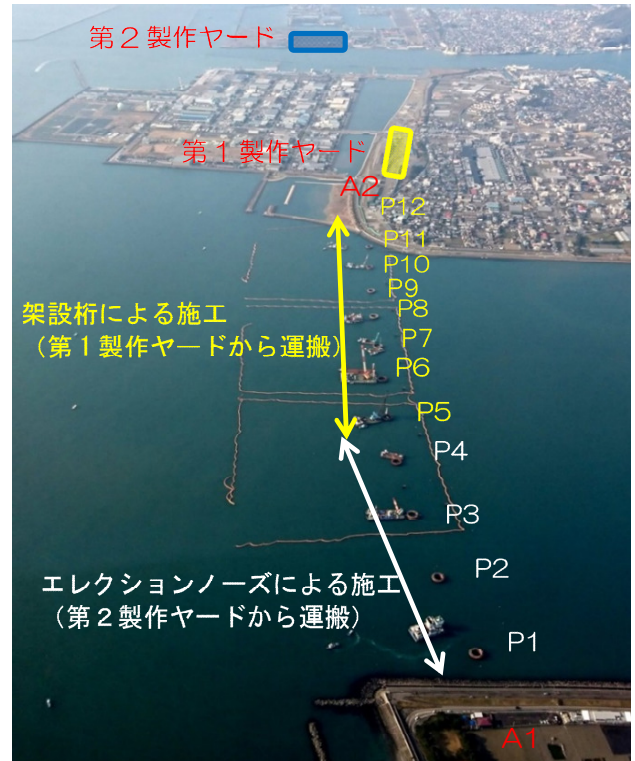 第２製作ヤード
第１製作ヤード
A2
P12
P11
P10
P9
P8
架設桁による施工
（第１製作ヤードから運搬）
P7
P6
P5
P4
P3
エレクションノーズによる施工
（第２製作ヤードから運搬）
P2
P1
A1